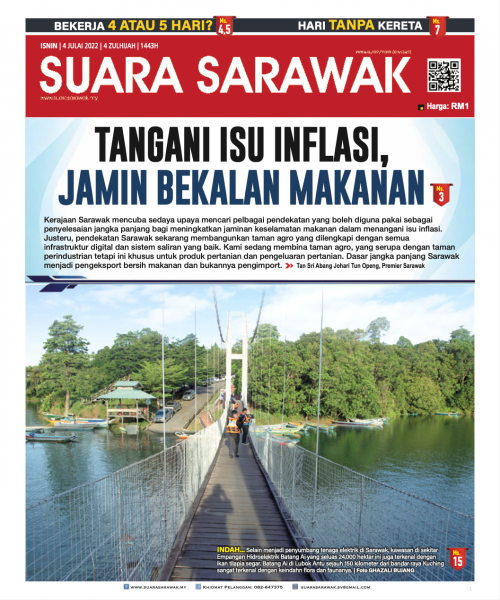 BEKERJA 4 ATAU 5 HARI? Ms. 4,5
HARI TANPA KERETA Ms. 7
ISNIN | 4 JULAI 2022 | 4 ZULHIJAH | 1443H
SUARA SARAWAK
www.suarasarawak.my
Harga: RM1
TANGANI ISU INFLASI,
JAMIN BEKALAN MAKANAN Ms. 3
Kerajaan Sarawak mencuba sedaya upaya mencari pelbagai pendekatan yang boleh diguna pakai sebagai
penyelesaian jangka panjang bagi meningkatkan jaminan keselamatan makanan dalam menangani isu inflasi.
Justeru, pendekatan Sarawak sekarang membangunkan taman agro yang dilengkapi dengan semua
infrastruktur digital dan sistem saliran yang baik. Kami sedang membina taman agro, yang serupa dengan taman
perindustrian tetapi ini khusus untuk produk pertanian dan pengeluaran pertanian. Dasar jangka panjang Sarawak
menjadi pengeksport bersih makanan dan bukannya pengimport. Tan Sri Abang Johari Tun Openg, Premier Sarawak
INDAH... Selain menjadi penyumbang tenaga elektrik di Sarawak, kawasan di sekitar
Empangan Hidroelektrik Batang Ai yang seluas 24,000 hektar ini juga terkenal dengan
ikan tilapia segar. Batang Ai di Lubok Antu sejauh 150 kilometer dari bandar raya Kuching
sangat terkenal dengan keindahan flora dan faunanya. | Foto GHAZALI BUJANG
Ms. 15
WWW.SUARASARAWAK.MY
KHIDMAT PELANGGAN: 082-647375
SUARASARAWAK.SV@GMAIL.COM